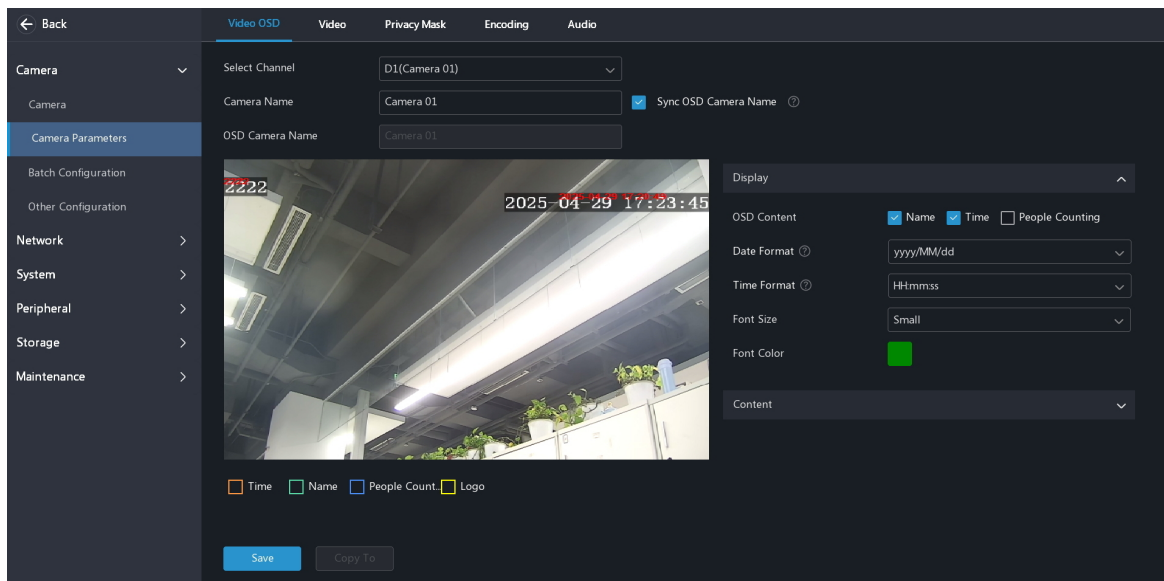 Back
Video OSD Video Privacy Mask Encoding Audio
Camera
Camera
Camera Parameters
Batch Configuration
Other Configuration
Network
System
Peripheral
Storage
Maintenance
Select Channel D1(Camera 01)
Camera Name Camera 01 Sync OSD Camera Name
OSD Camera Name Camera 01
2222
2025-04-29 17:23:45
Display
OSD Content Name Time People Counting
Date Format yyyy/MM/dd
Time Format HH:mm:ss
Font Size Small
Font Color
Content
Time Name People Count... Logo
Save Copy To